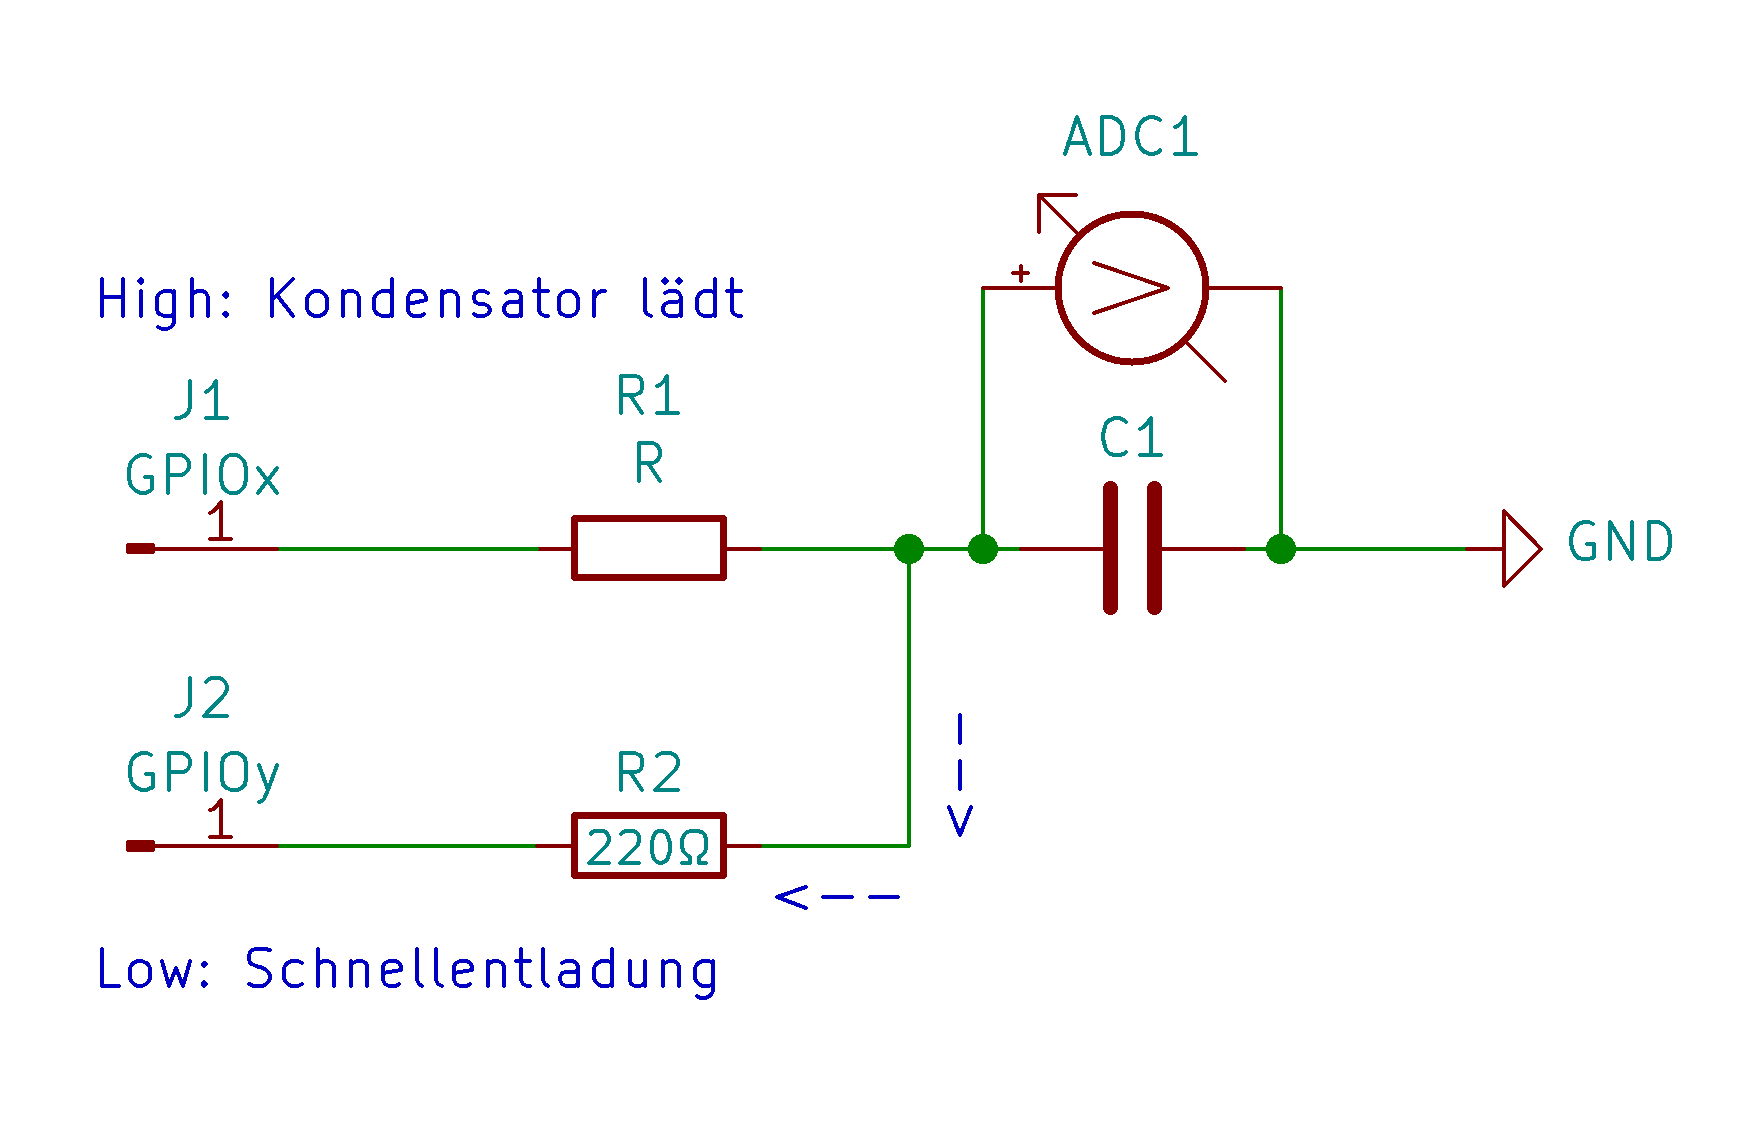 ADC1
+
V
High: Kondensator lädt
J1
GPIOx
1
R1
R
C1
GND
J2
GPIOy
1
R2
220Ω
Low: Schnellentladung